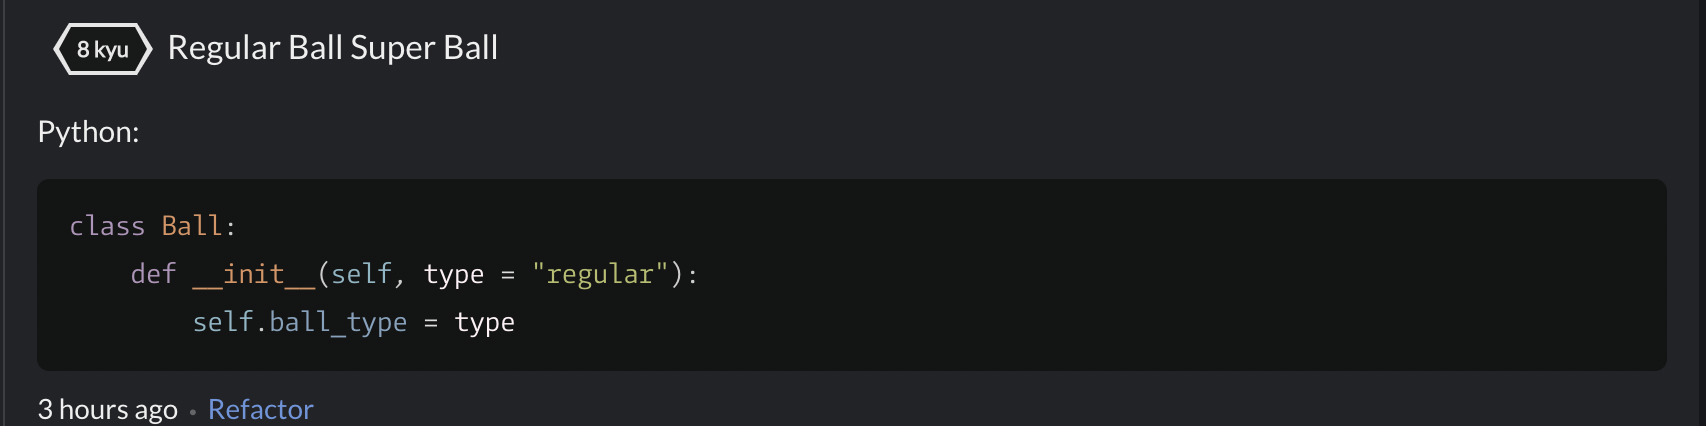 8 kyu Regular Ball Super Ball
Python:
class Ball:
    def __init__(self, type = "regular"):
        self.ball_type = type
3 hours ago • Refactor